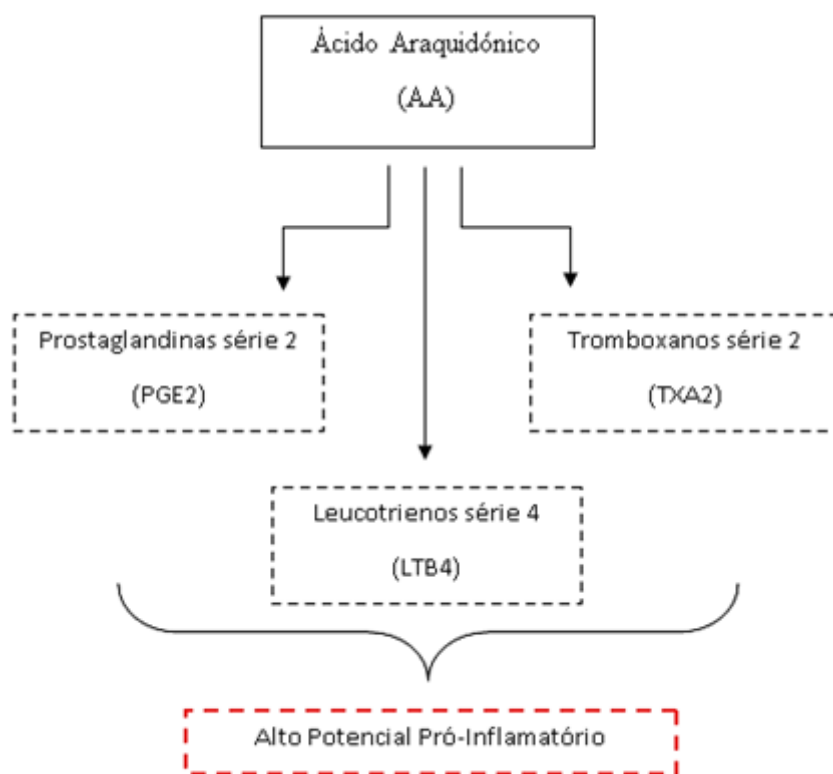 Ácido Araquidónico
(AA)
Prostaglandinas série 2
(PGE2)
Tromboxanos série 2
(TXA2)
Leucotrienos série 4
(LTB4)
Alto Potencial Pró-Inflamatório